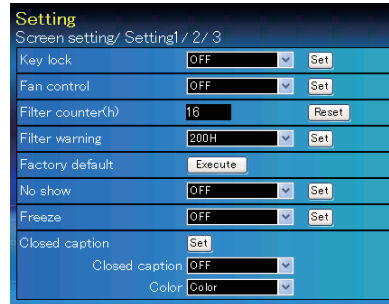 Setting
Screen setting/ Setting1/ 2/ 3
Key lock OFF Set
Fan control OFF Set
Filter counter(h) 16 Reset
Filter warning 200H Set
Factory default Execute
No show OFF Set
Freeze OFF Set
Closed caption Set
Closed caption OFF
Color Color